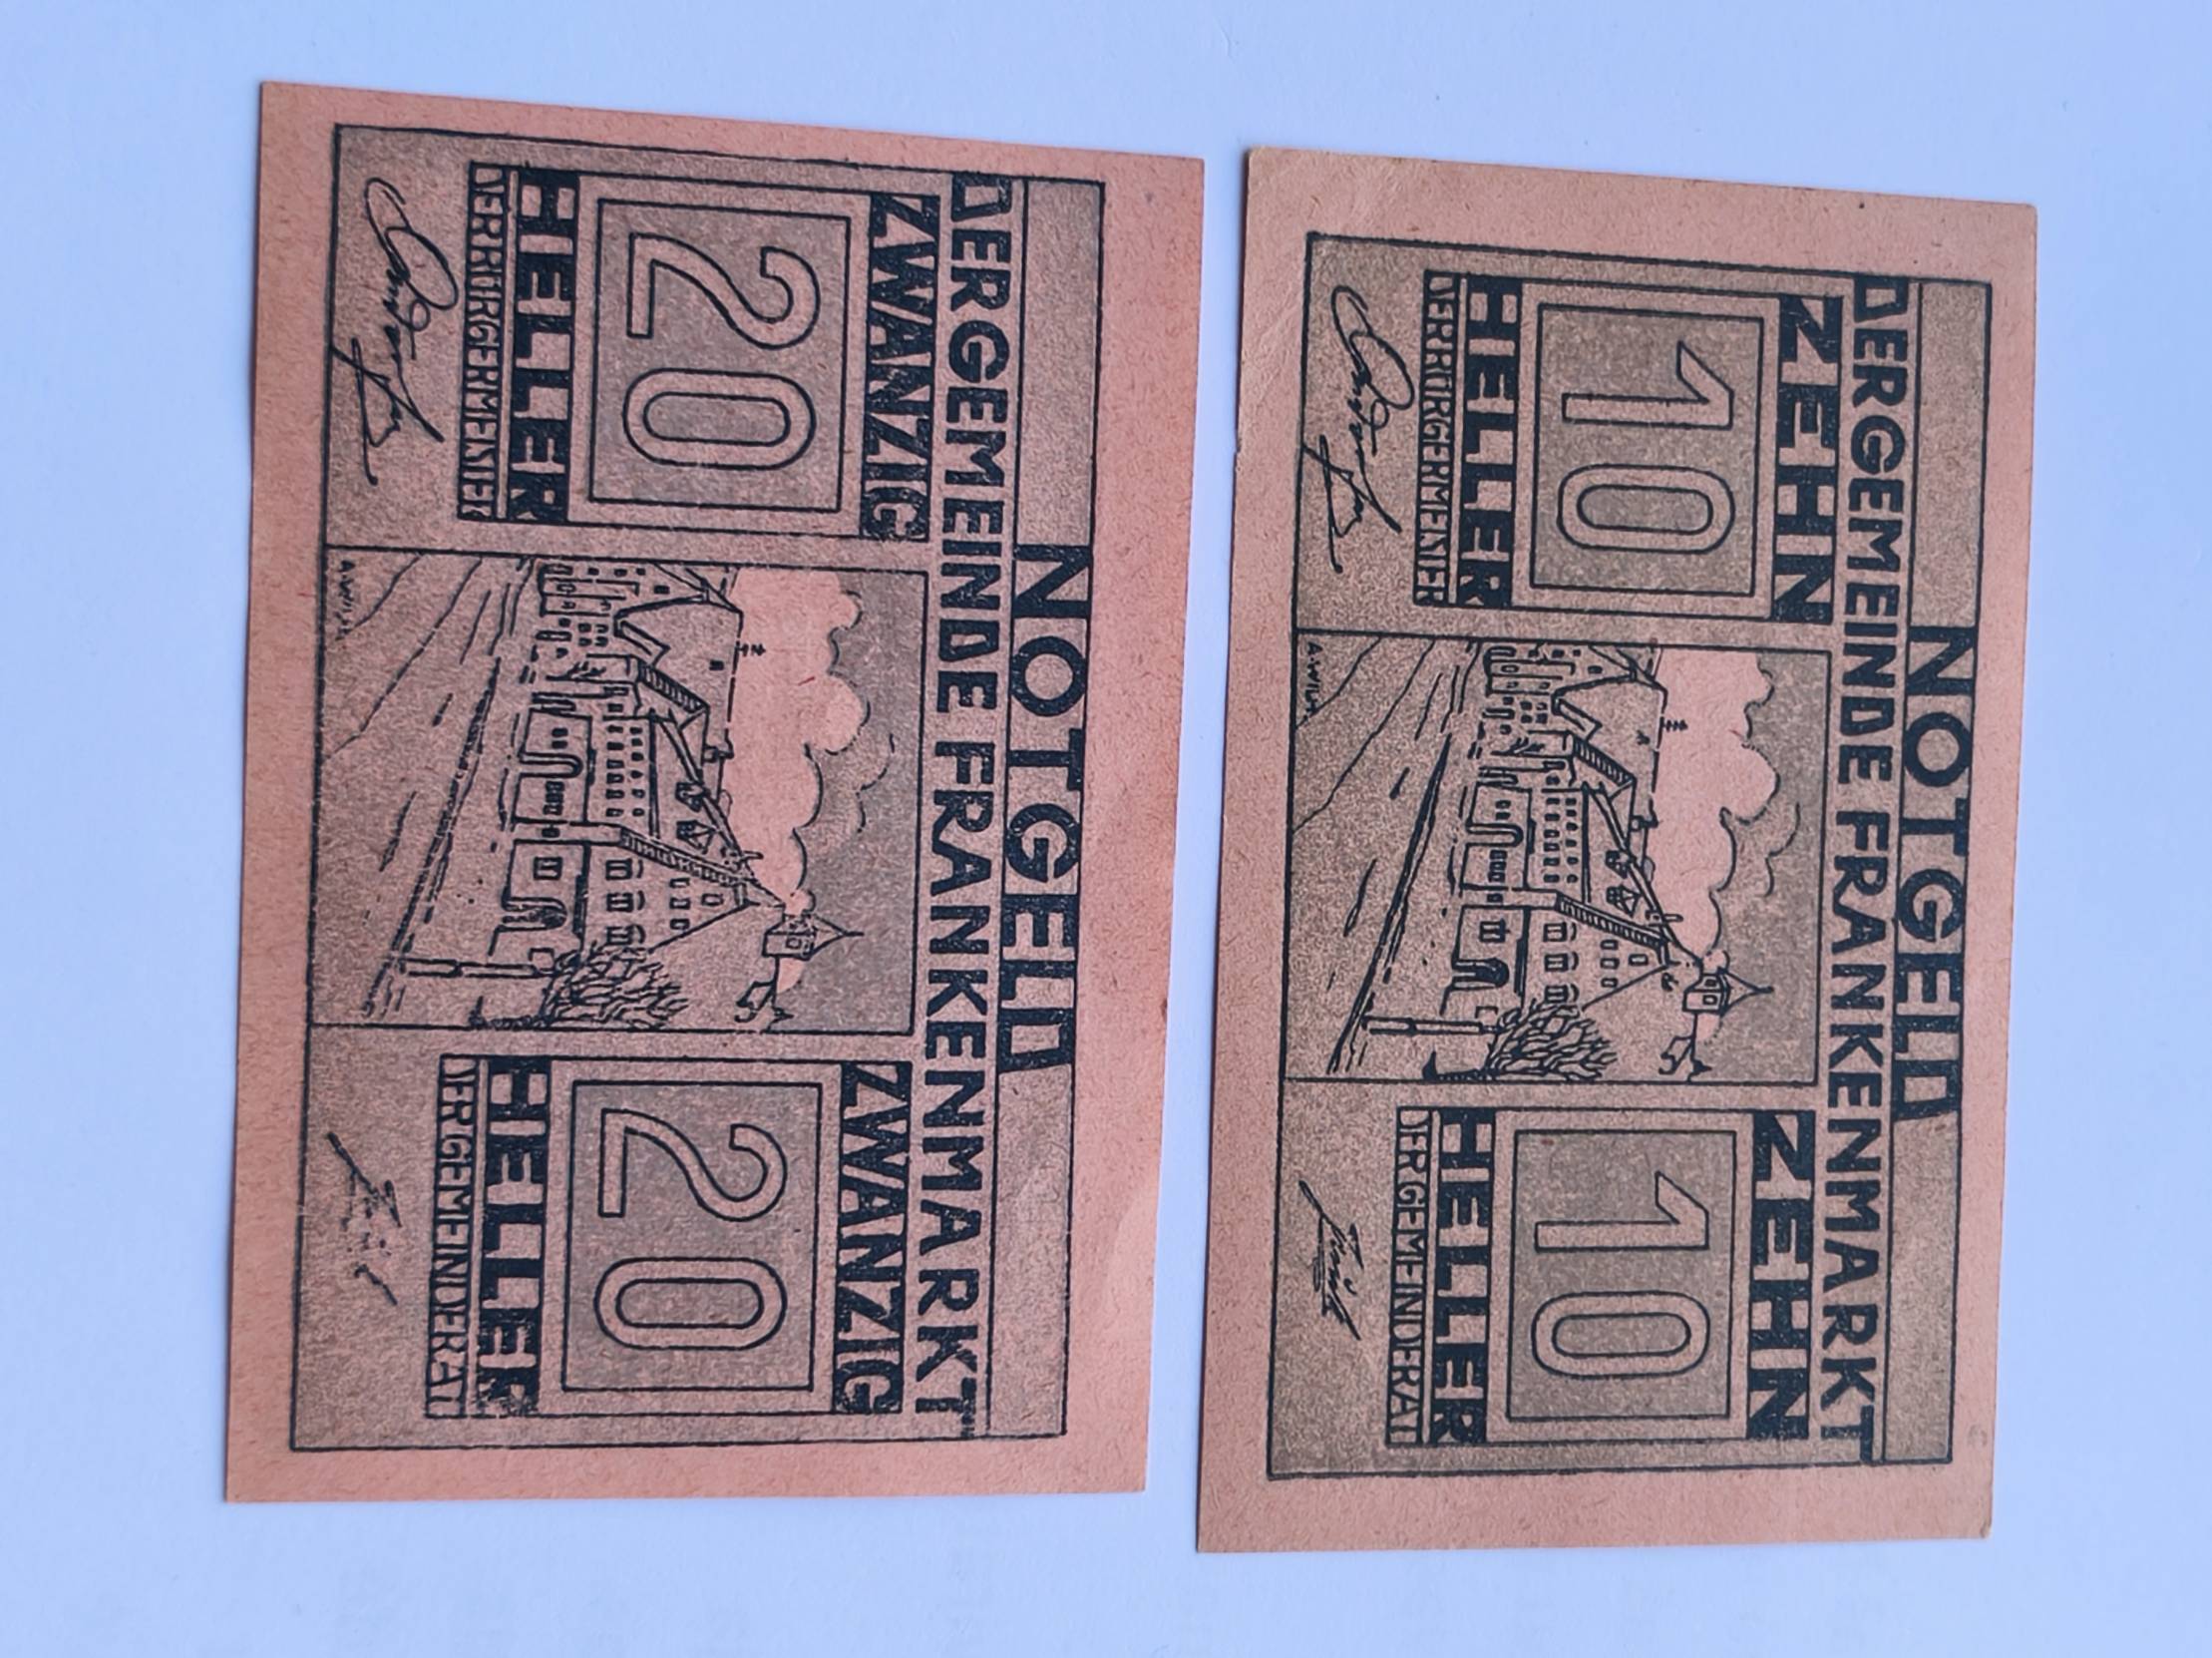 NOTGELD
DER GEMEINDE FRANKENMARKT
ZWANZIG
20
HELLER
DER BÜRGERMEISTER
ZWANZIG
20
HELLER
DER GEMEINDERAT
NOTGELD
DER GEMEINDE FRANKENMARKT
ZEHN
10
HELLER
DER BÜRGERMEISTER
ZEHN
10
HELLER
DER GEMEINDERAT